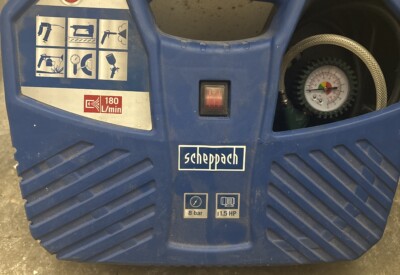 180
L/min
scheppach
8 bar
1,5 HP